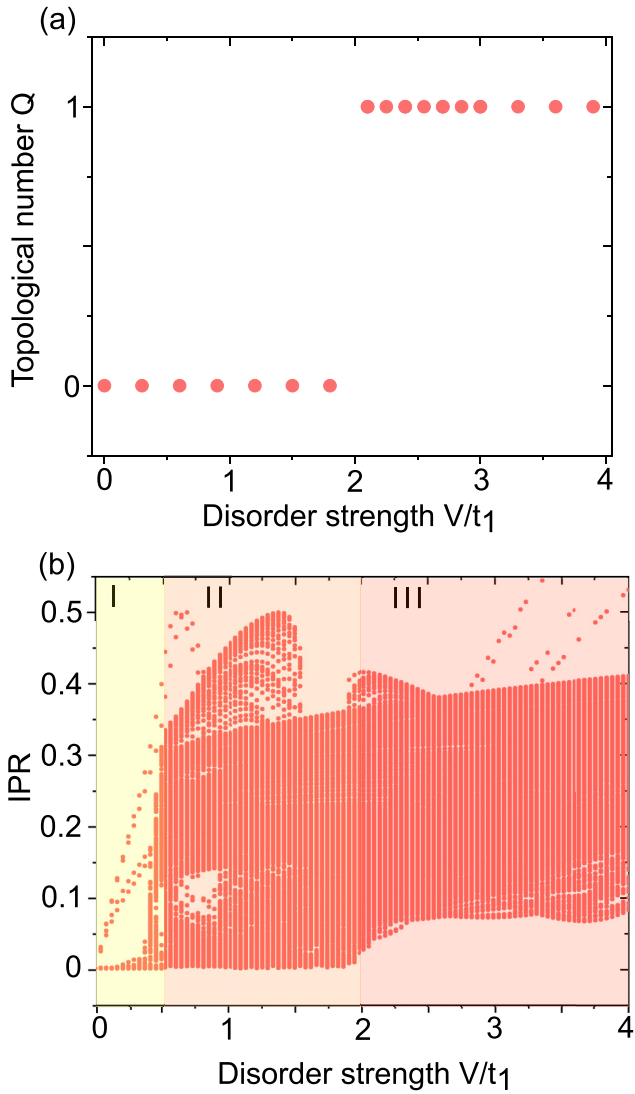 (a)
Topological number Q
1
0
0 1 2 3 4
Disorder strength V/t1
(b)
I II III
IPR
0.5
0.4
0.3
0.2
0.1
0
0 1 2 3 4
Disorder strength V/t1